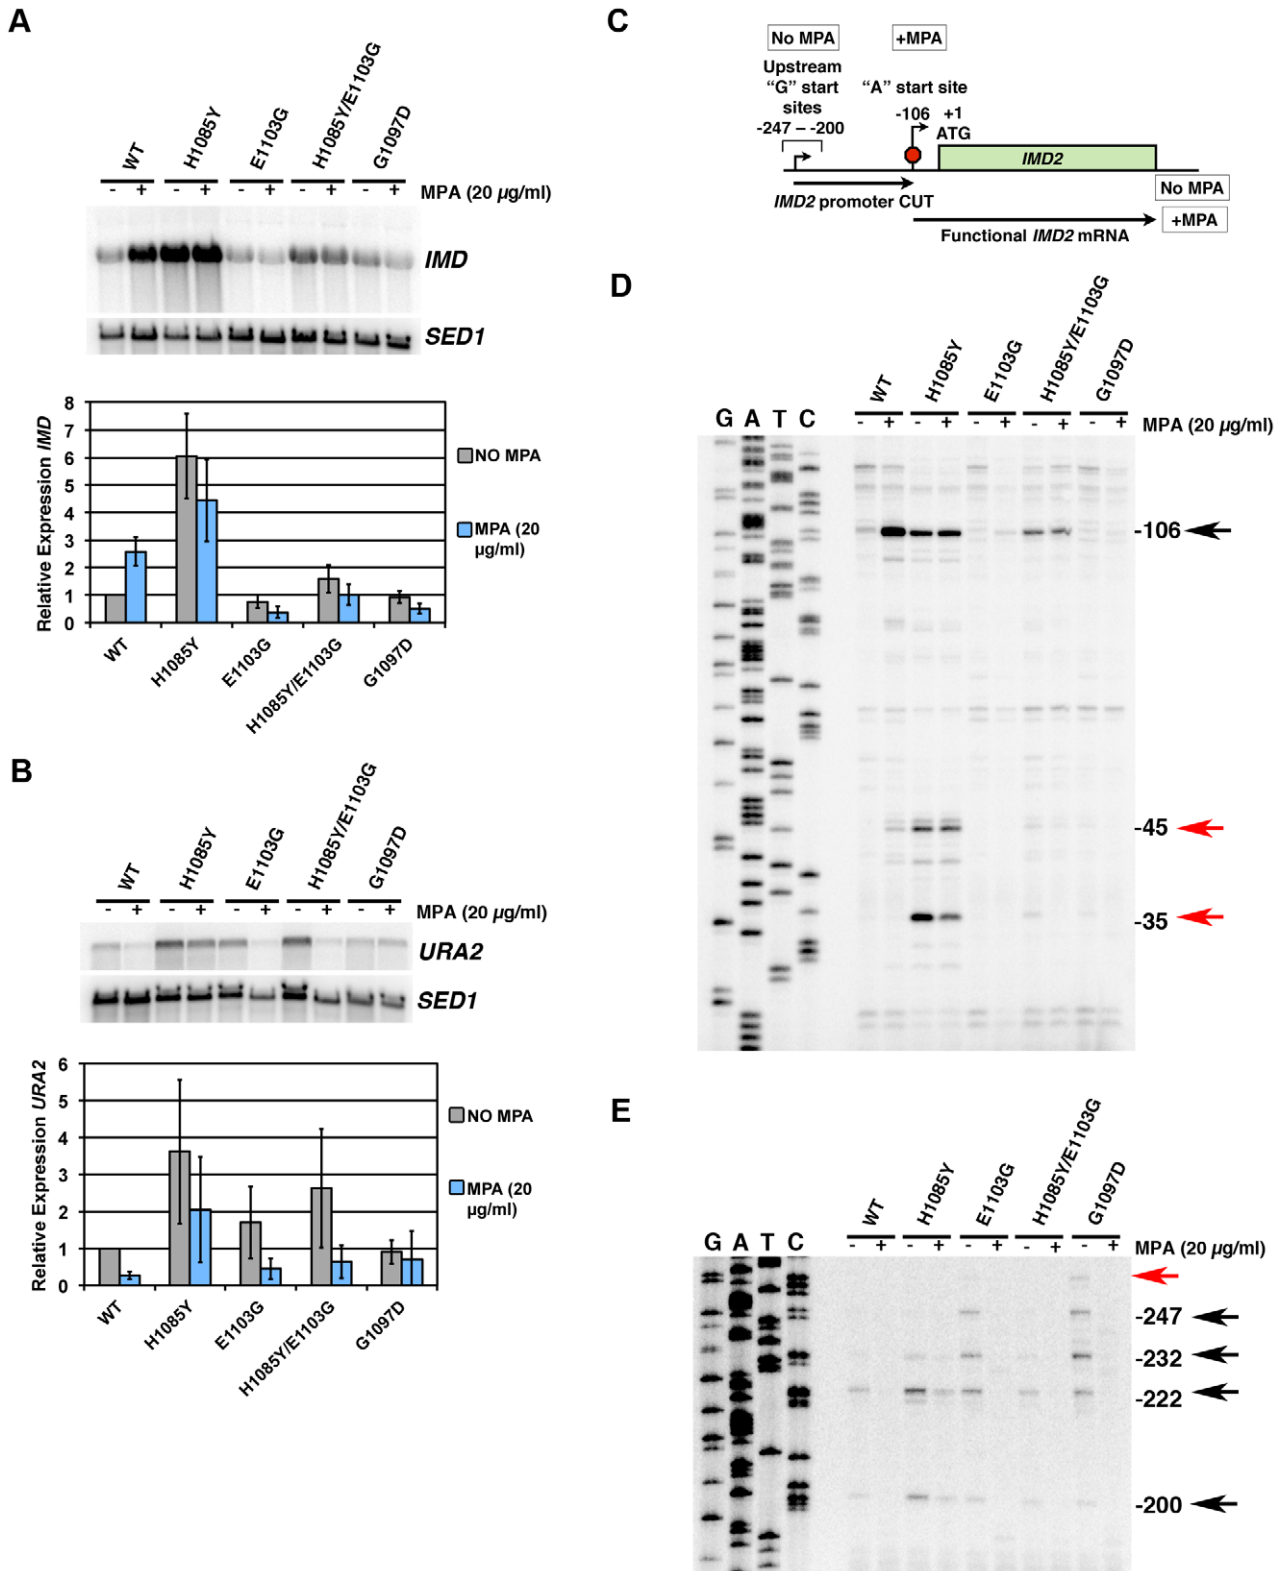 A
WT
H1085Y
E1103G
H1085Y/E1103G
G1097D
- + - + - + - + - +
MPA (20 µg/ml)
IMD
SED1
Relative Expression IMD
8
7
6
5
4
3
2
1
0
NO MPA
MPA (20
µg/ml)
WT
H1085Y
E1103G
H1085Y/E1103G
G1097D
B
WT
H1085Y
E1103G
H1085Y/E1103G
G1097D
- + - + - + - + - +
MPA (20 µg/ml)
URA2
SED1
Relative Expression URA2
6
5
4
3
2
1
0
NO MPA
MPA (20
µg/ml)
WT
H1085Y
E1103G
H1085Y/E1103G
G1097D
C
No MPA
+MPA
Upstream
“G” start
sites
-247 – -200
“A” start site
-106
+1
ATG
IMD2
IMD2 promoter CUT
No MPA
Functional IMD2 mRNA
+MPA
D
WT
H1085Y
E1103G
H1085Y/E1103G
G1097D
G A T C
- + - + - + - + - +
MPA (20 µg/ml)
-106
-45
-35
E
WT
H1085Y
E1103G
H1085Y/E1103G
G1097D
G A T C
- + - + - + - + - +
MPA (20 µg/ml)
-247
-232
-222
-200